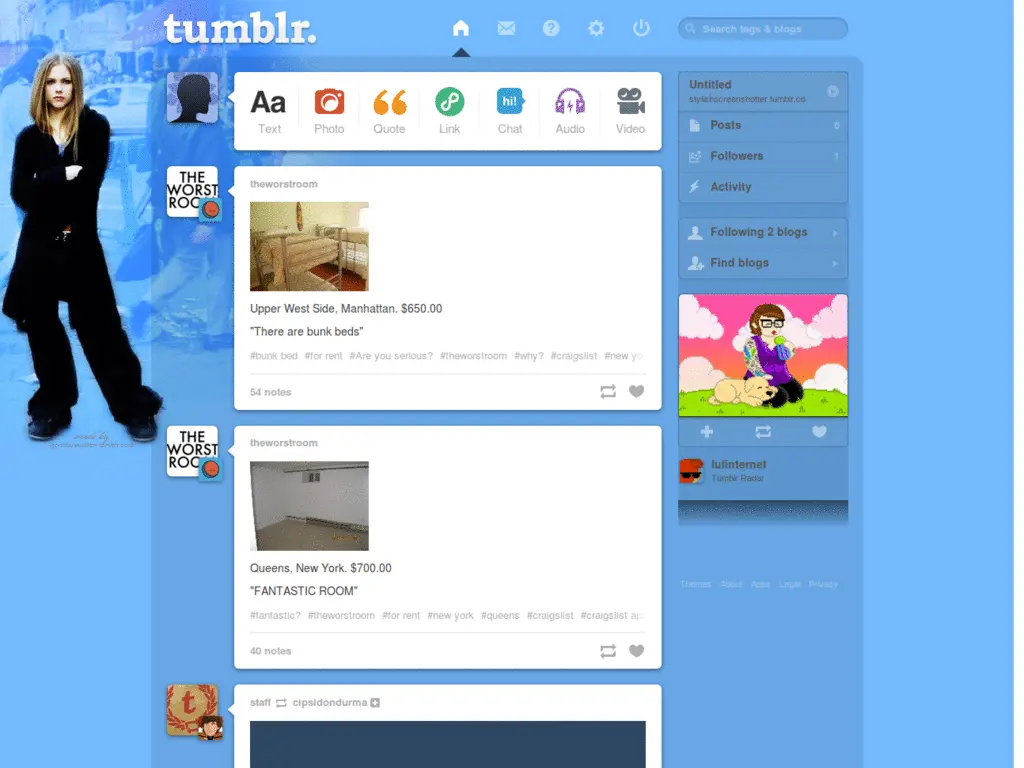 tumblr.
Search tags & blogs
Aa
hi!
Text
Photo
Quote
Link
Chat
Audio
Video
THE
WORST
ROO
theworstroom
Upper West Side, Manhattan. $650.00
"There are bunk beds"
#bunk bed #for rent #Are you serious? #theworstroom #why? #craigslist #new yo
54 notes
THE
WORST
ROO
theworstroom
Queens, New York. $700.00
"FANTASTIC ROOM"
#fantastic? #theworstroom #for rent #new york #queens #craigslist #craigslist ap
40 notes
t
staff cipsidondurma
Untitled
stylishscreenshotter.tumblr.co
Posts 0
Followers 1
Activity
Following 2 blogs
Find blogs
lulinternet
Tumblr Radar
Themes About Apps Legal Privacy
made by